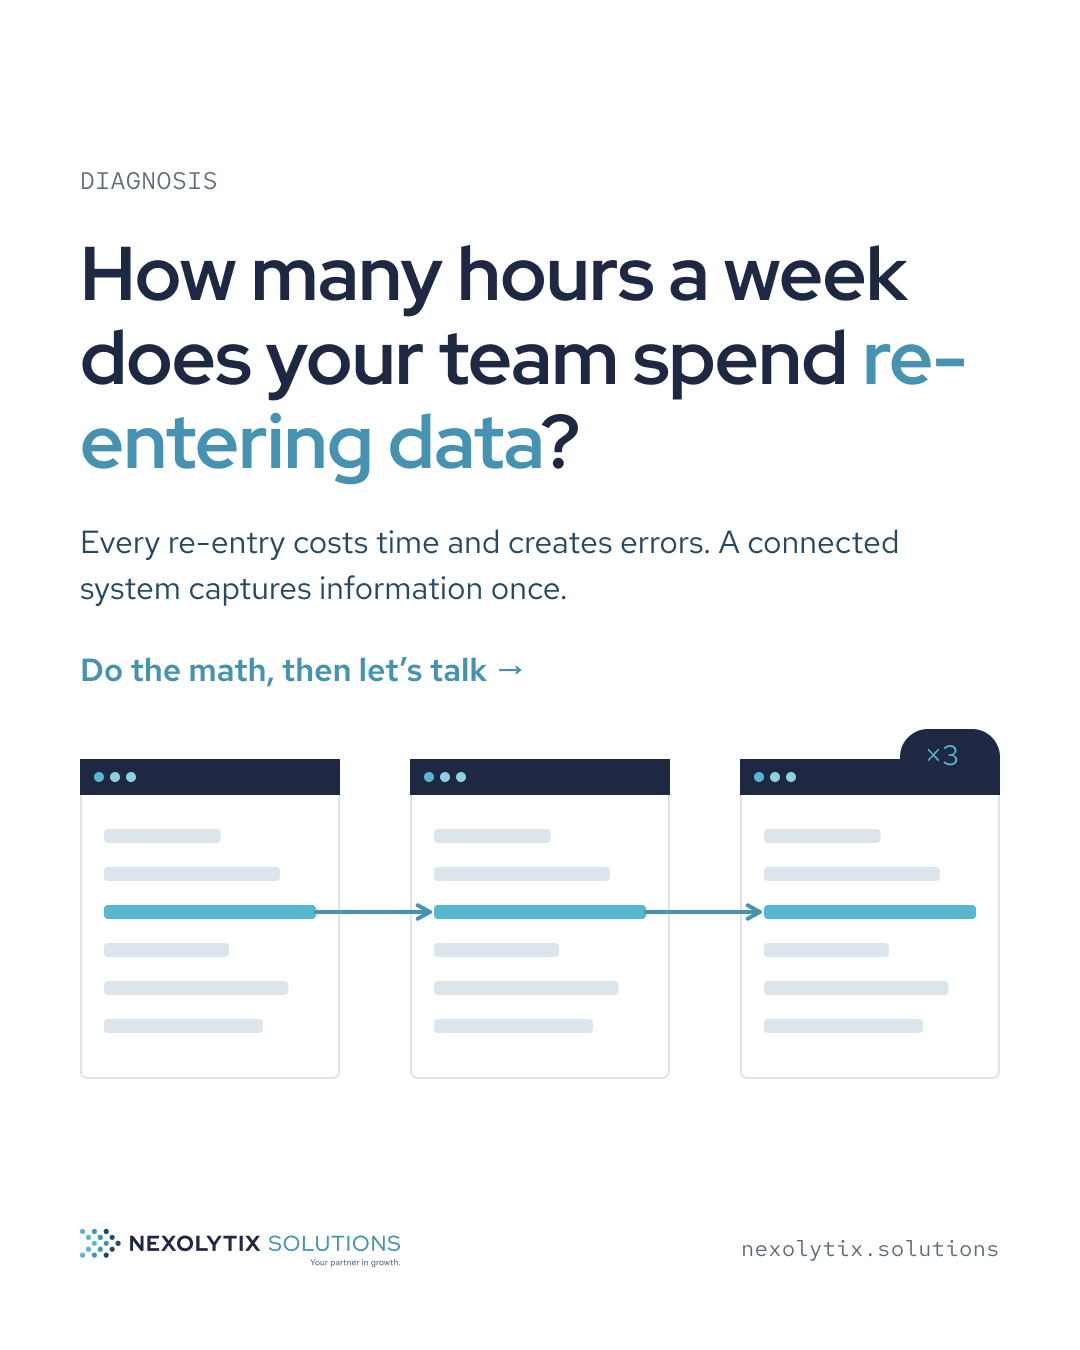 DIAGNOSIS
How many hours a week
does your team spend re-
entering data?
Every re-entry costs time and creates errors. A connected
system captures information once.
Do the math, then let’s talk →
×3
NEXOLYTIX SOLUTIONS
Your partner in growth.
nexolytix.solutions